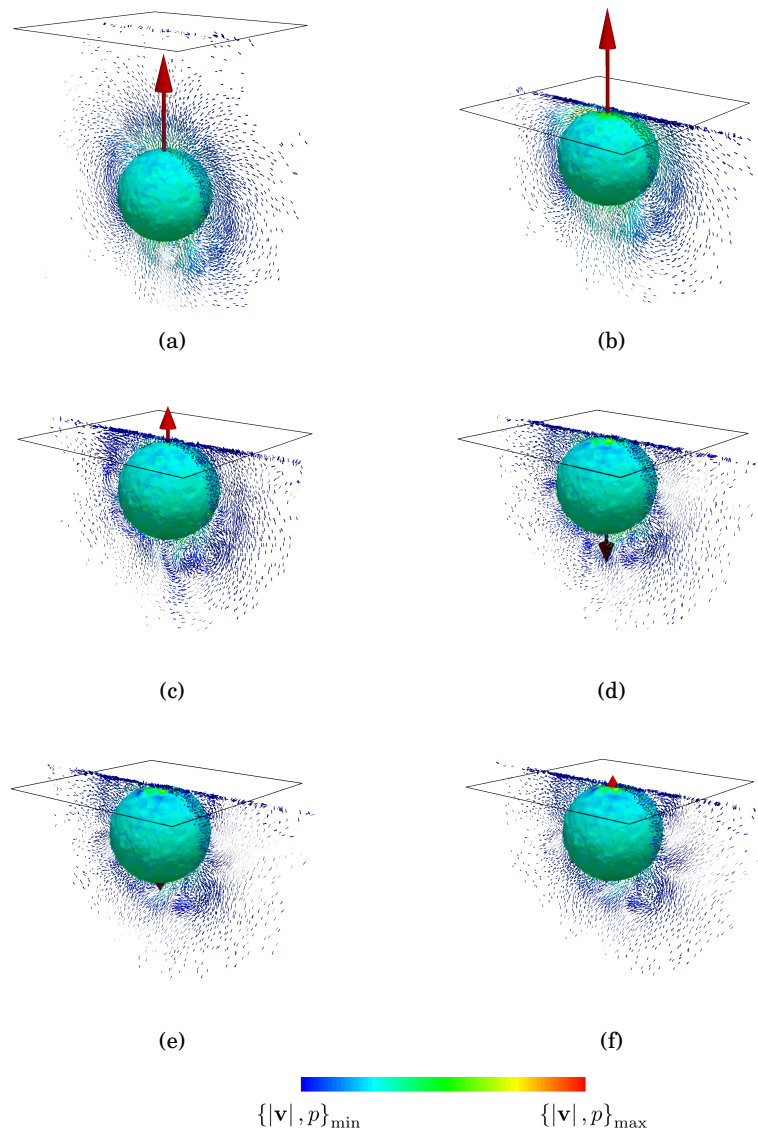 (a)
(b)
(c)
(d)
(e)
(f)
{|v| , p}min
{|v| , p}max